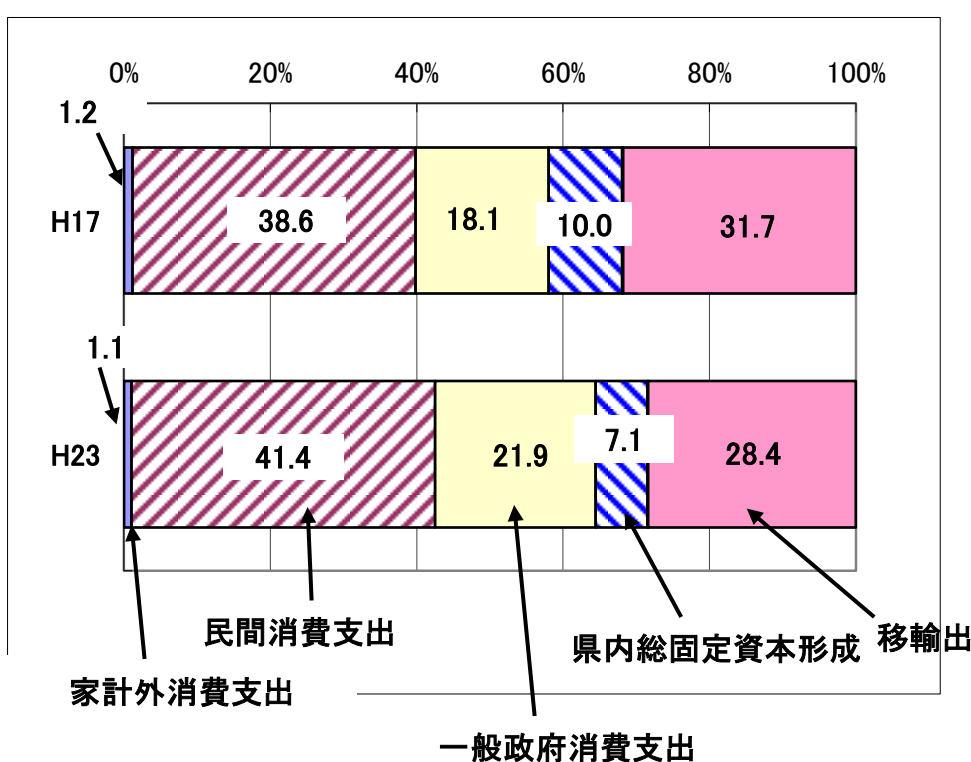 0% 20% 40% 60% 80% 100%
1.2
H17 38.6 18.1 10.0 31.7
1.1
H23 41.4 21.9 7.1 28.4
民間消費支出
県内総固定資本形成 移輸出
家計外消費支出
一般政府消費支出